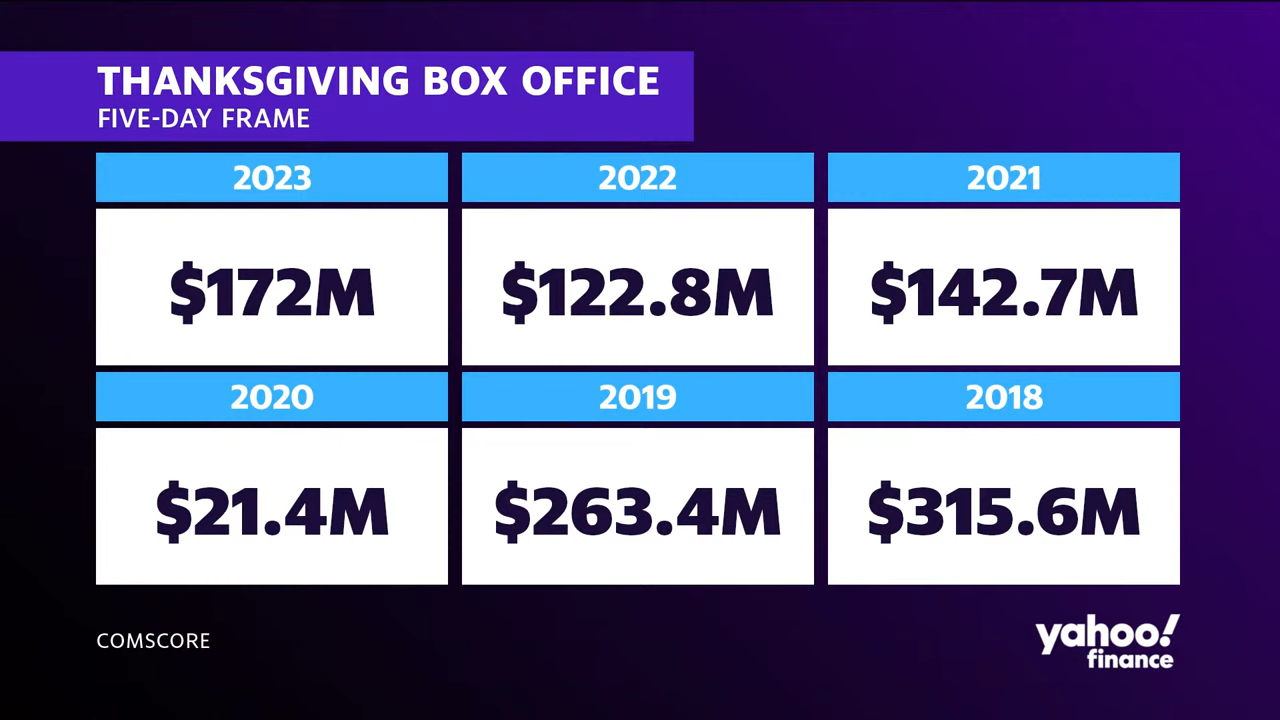 THANKSGIVING BOX OFFICE
FIVE-DAY FRAME
2023
2022
2021
$172M
$122.8M
$142.7M
2020
2019
2018
$21.4M
$263.4M
$315.6M
COMSCORE
yahoo!
finance